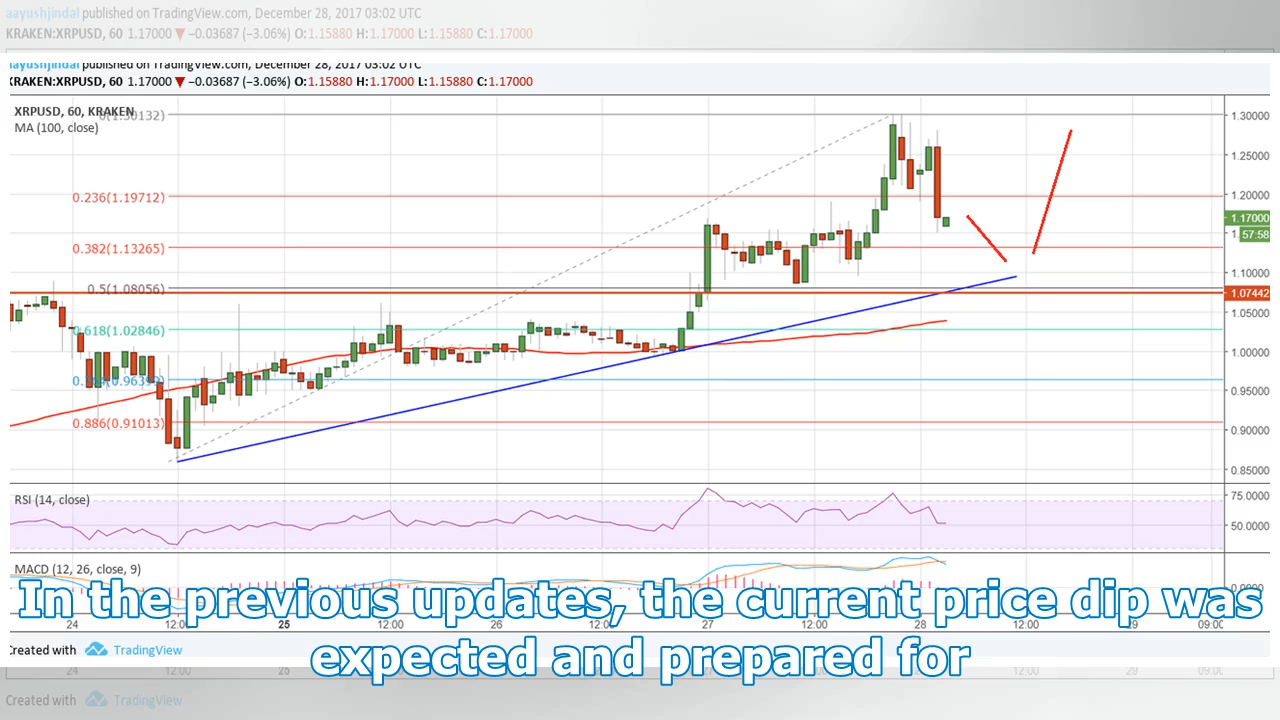 aayushjindal published on TradingView.com, December 28, 2017 03:02 UTC
KRAKEN:XRPUSD, 60 1.17000 ▼ −0.03687 (−3.06%) O:1.15880 H:1.17000 L:1.15880 C:1.17000
aayushjindal published on TradingView.com, December 28, 2017 03:02 UTC
KRAKEN:XRPUSD, 60 1.17000 ▼ −0.03687 (−3.06%) O:1.15880 H:1.17000 L:1.15880 C:1.17000
XRPUSD, 60, KRAKEN
0(1.30132)
1.30000
MA (100, close)
1.25000
0.236(1.19712)
1.20000
1.17000
57:58
0.382(1.13265)
1.10000
0.5(1.08056)
1.07442
1.05000
0.618(1.02846)
1.00000
0.95000
0.886(0.91013)
0.90000
0.85000
RSI (14, close)
75.0000
50.0000
MACD (12, 26, close, 9)
0.0000
In the previous updates, the current price dip was
24 12:00 25 12:00 26 12:00 27 12:00 28 12:00 29 09:00
expected and prepared for
Created with TradingView
Created with TradingView